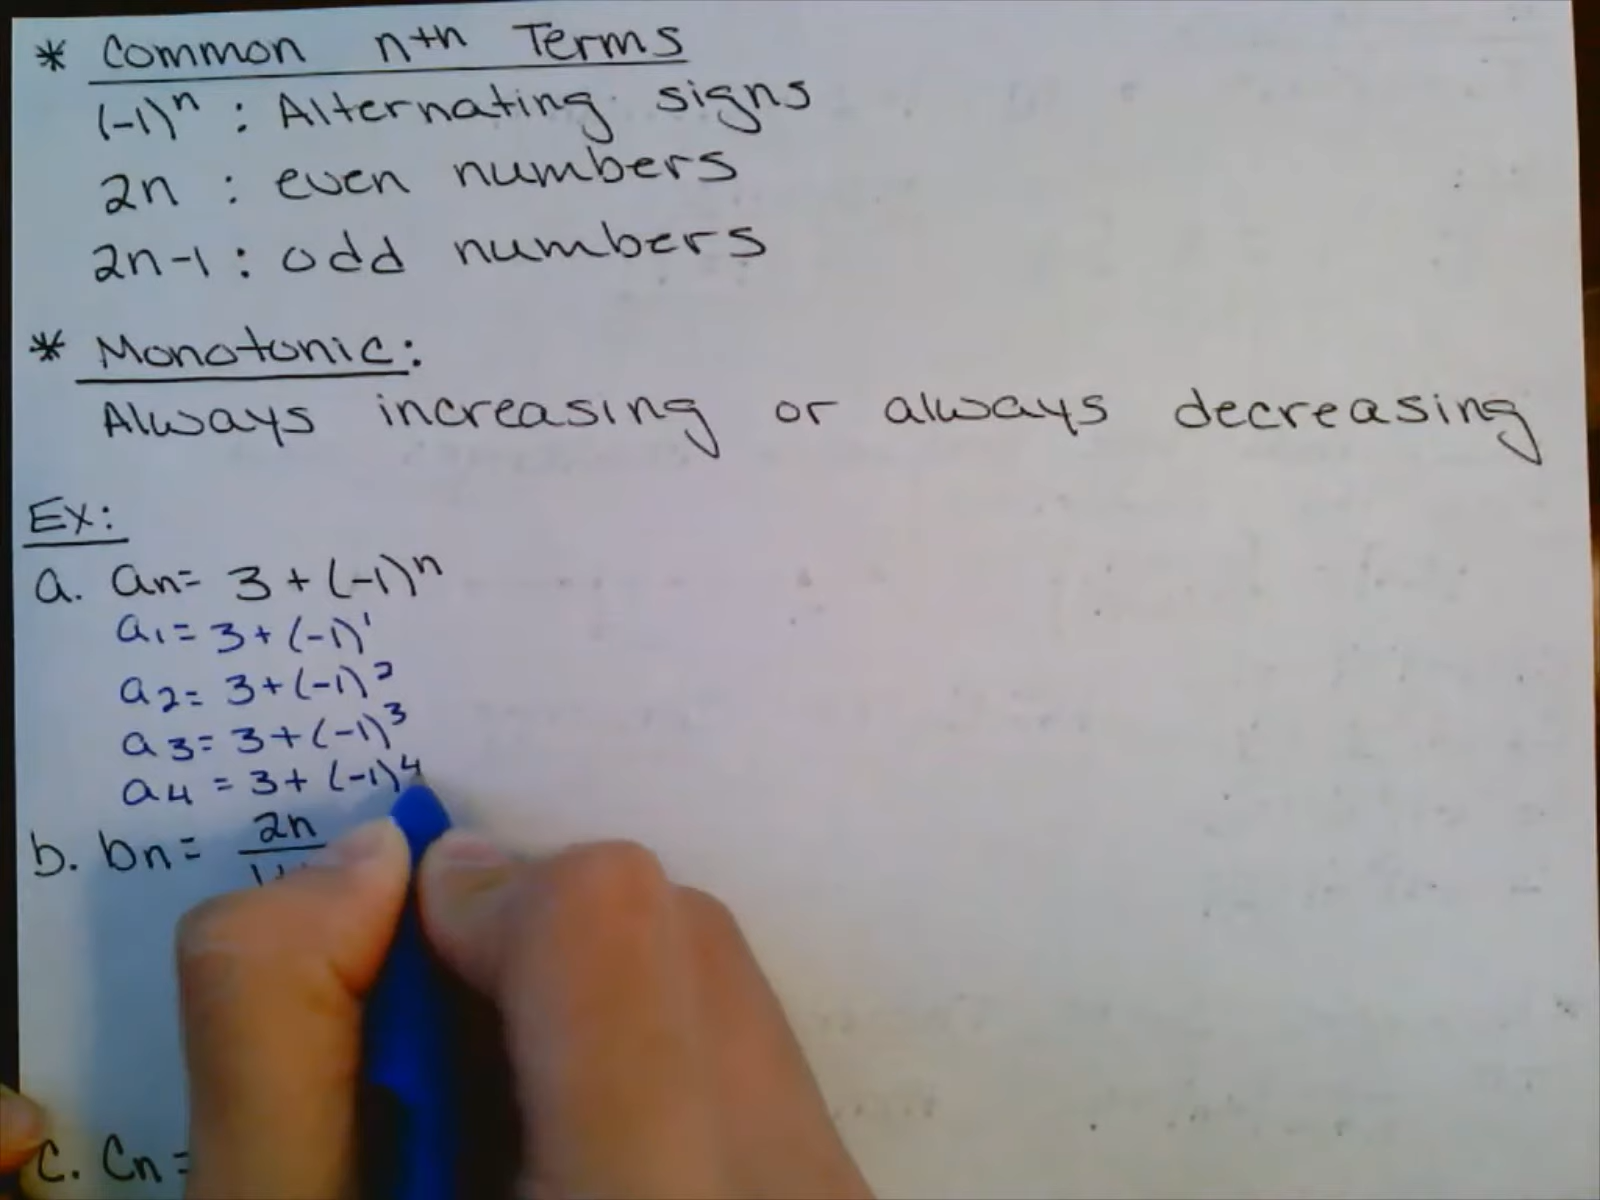 * Common nth Terms
(-1)^n : Alternating signs
2n : even numbers
2n-1 : odd numbers
* Monotonic:
Always increasing or always decreasing
Ex:
a. an = 3 + (-1)^n
a1 = 3 + (-1)^1
a2 = 3 + (-1)^2
a3 = 3 + (-1)^3
a4 = 3 + (-1)^4
b. bn = 2n
c. Cn =